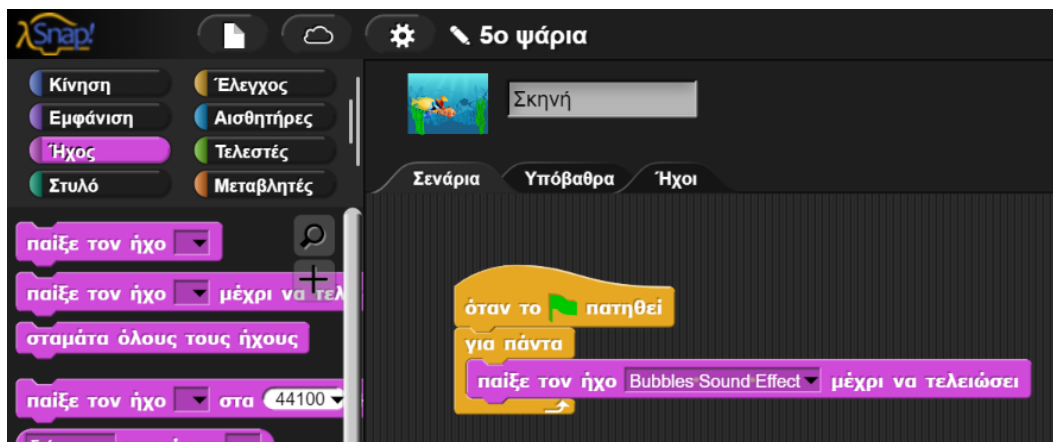 λSnap!
5ο ψάρια
Κίνηση Έλεγχος
Εμφάνιση Αισθητήρες
Ήχος Τελεστές
Στυλό Μεταβλητές
Σκηνή
Σενάρια Υπόβαθρα Ήχοι
παίξε τον ήχο
παίξε τον ήχο μέχρι να τελ
σταμάτα όλους τους ήχους
παίξε τον ήχο στα 44100
όταν το πατηθεί
για πάντα
παίξε τον ήχο Bubbles·Sound·Effect μέχρι να τελειώσει